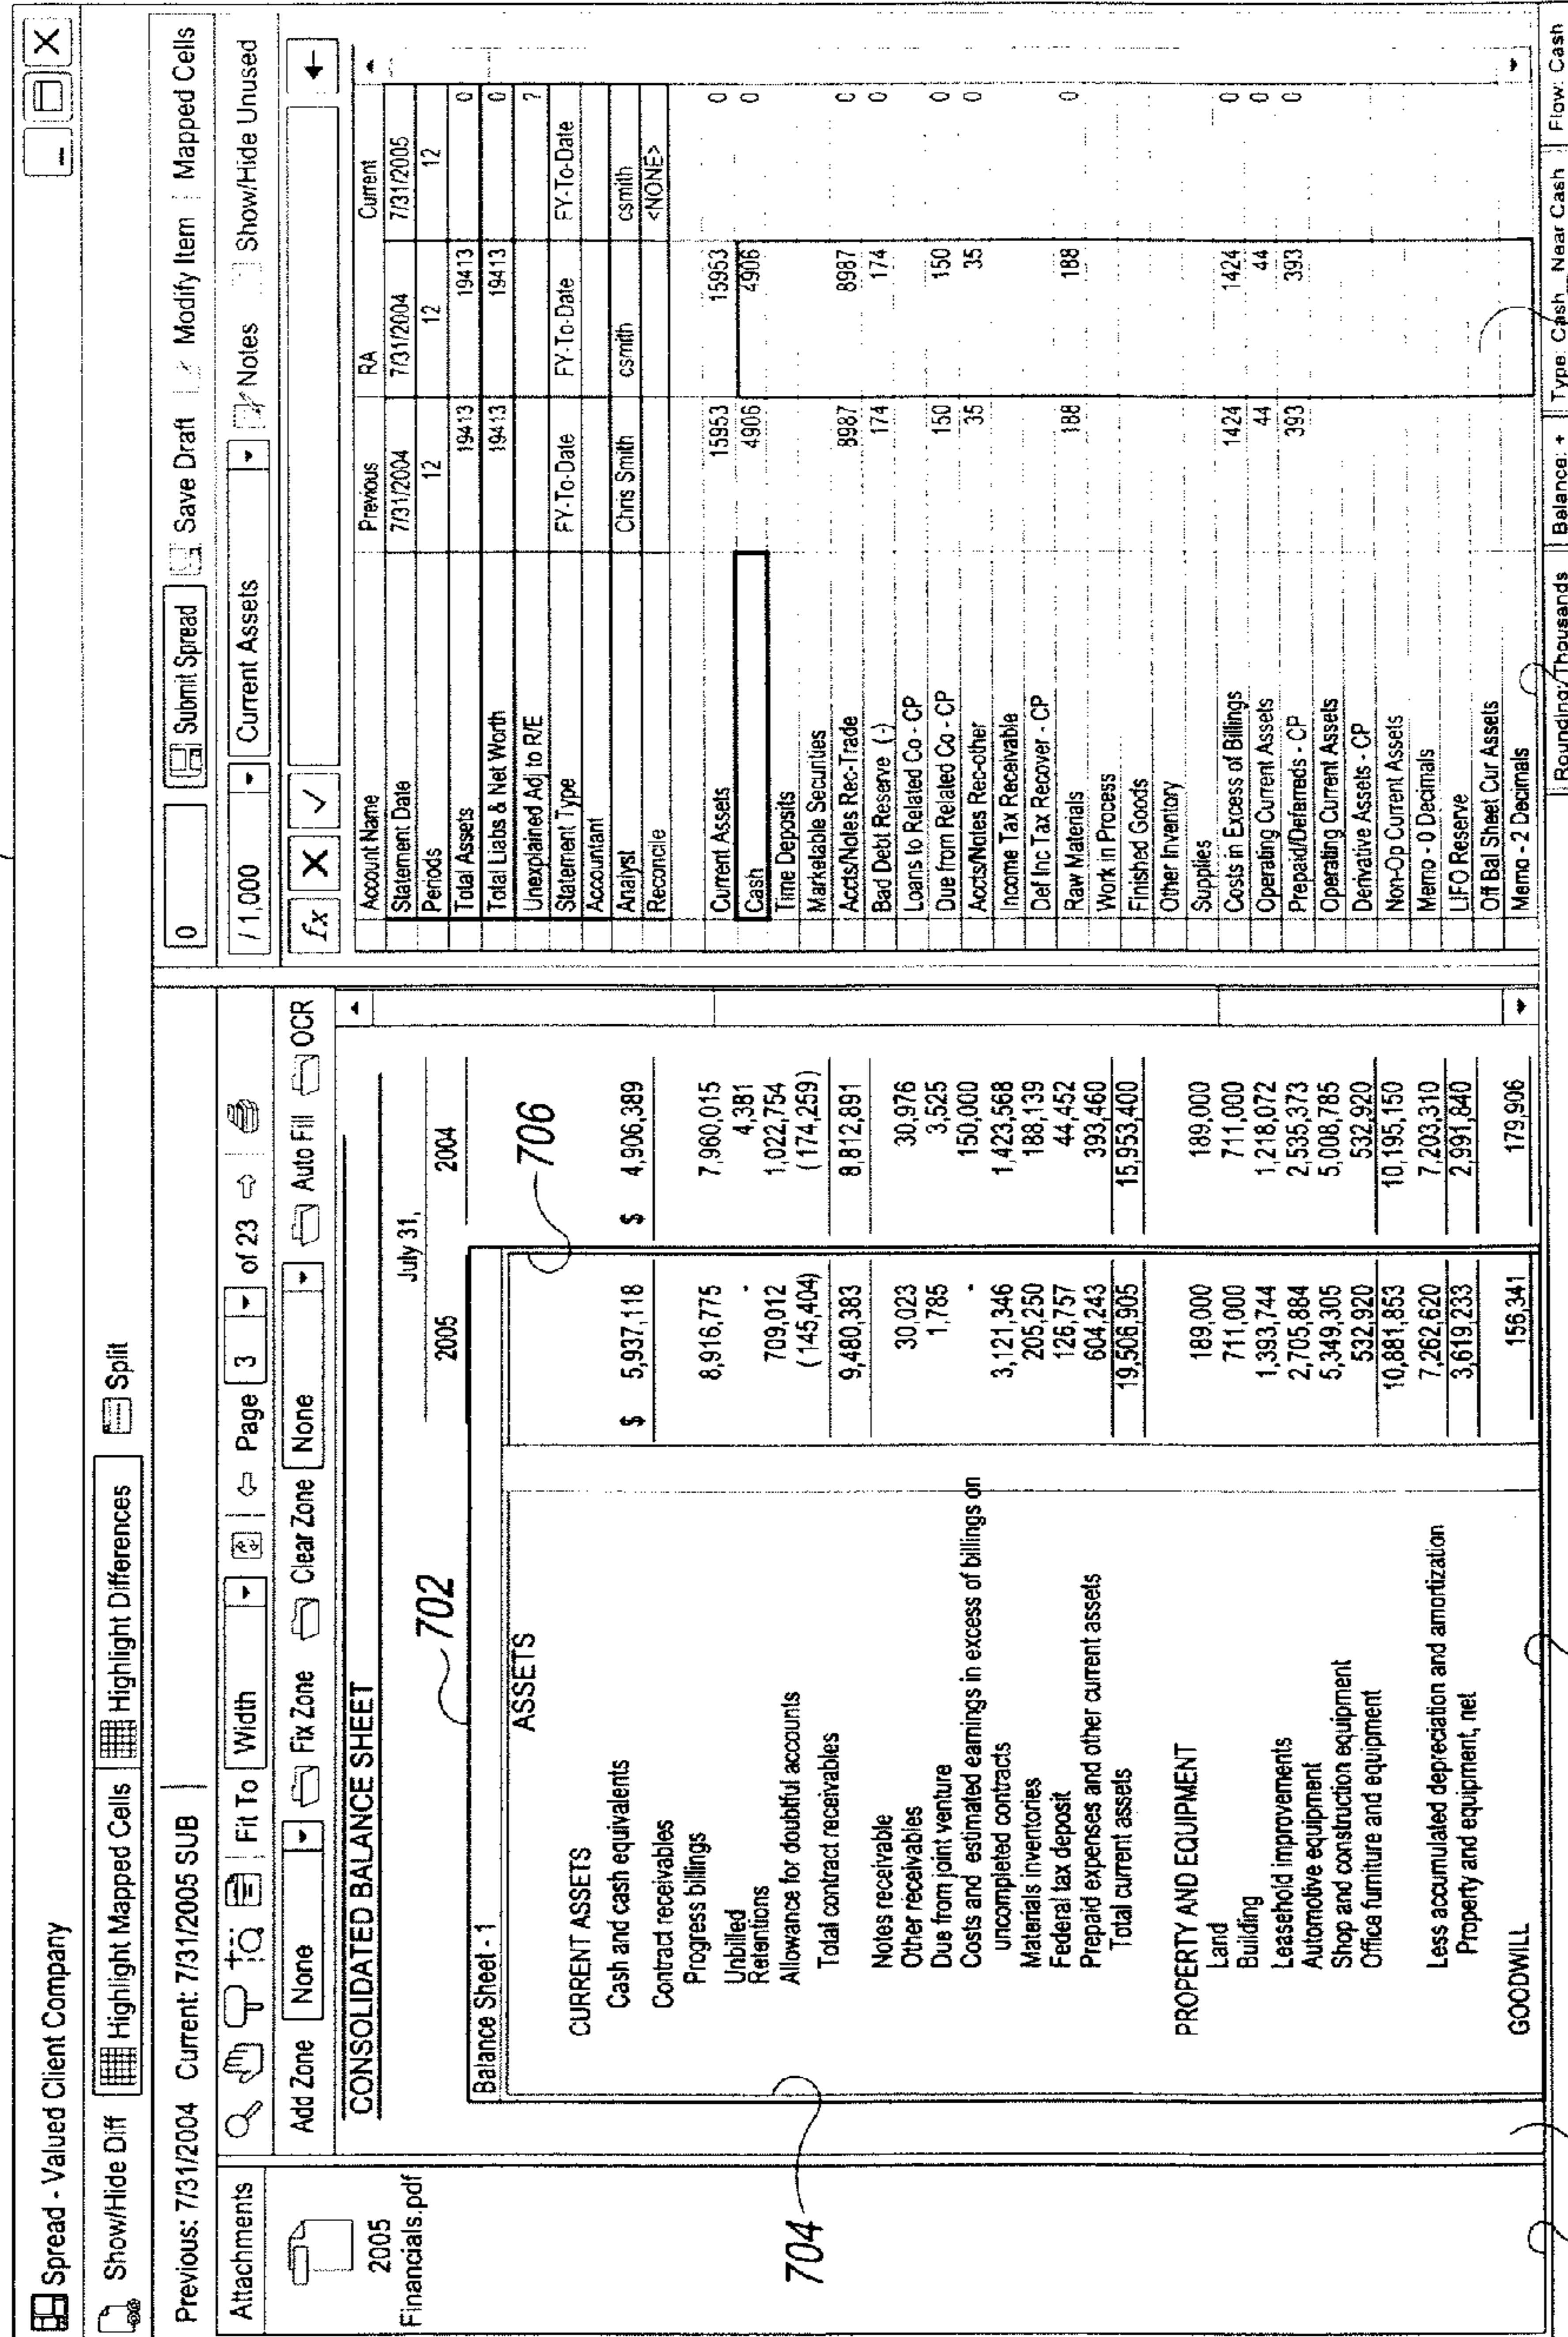 Spread - Valued Client Company
Show/Hide Diff Highlight Mapped Cells Highlight Differences Split
Previous: 7/31/2004 Current: 7/31/2005 SUB
Attachments
2005
Financials.pdf
Fit To Width Page 3 of 23
Add Zone None Fix Zone Clear Zone None Auto Fill OCR
CONSOLIDATED BALANCE SHEET
July 31,
2005 2004
702
706
704
Balance Sheet - 1
ASSETS
CURRENT ASSETS
Cash and cash equivalents $ 5,937,118 $ 4,906,389
Contract receivables
Progress billings 8,916,775 7,960,015
Unbilled - 4,381
Retentions 709,012 1,022,754
Allowance for doubtful accounts (145,404) (174,259)
Total contract receivables 9,480,383 8,812,891
Notes receivable 30,023 30,976
Other receivables 1,785 3,525
Due from joint venture - 150,000
Costs and estimated earnings in excess of billings on
uncompleted contracts 3,121,346 1,423,568
Materials inventories 205,250 188,139
Federal tax deposit 126,757 44,452
Prepaid expenses and other current assets 604,243 393,460
Total current assets 19,506,905 15,953,400
PROPERTY AND EQUIPMENT
Land 189,000 189,000
Building 711,000 711,000
Leasehold improvements 1,393,744 1,218,072
Automotive equipment 2,705,884 2,535,373
Shop and construction equipment 5,349,305 5,008,785
Office furniture and equipment 532,920 532,920
10,881,853 10,195,150
Less accumulated depreciation and amortization 7,262,620 7,203,310
Property and equipment, net 3,619,233 2,991,840
GOODWILL 156,341 179,906
0 Submit Spread Save Draft Modify Item Mapped Cells
/ 1,000 Current Assets Notes Show/Hide Unused
fx X ✓
Account Name Previous RA Current
Statement Date 7/31/2004 7/31/2004 7/31/2005
Periods 12 12 12
Total Assets 19413 19413 0
Total Liabs & Net Worth 19413 19413 0
Unexplained Adj to R/E ?
Statement Type FY-To-Date FY-To-Date FY-To-Date
Accountant
Analyst Chris Smith csmith csmith
Reconcile <NONE>
Current Assets 15953 15953 0
Cash 4906 4906 0
Time Deposits
Marketable Securities
Accts/Notes Rec-Trade 8987 8987 0
Bad Debt Reserve (-) 174 174 0
Loans to Related Co - CP
Due from Related Co - CP 150 150 0
Accts/Notes Rec-other 35 35 0
Income Tax Receivable
Def Inc Tax Recover - CP
Raw Materials 188 188 0
Work in Process
Finished Goods
Other Inventory
Supplies
Costs in Excess of Billings 1424 1424 0
Operating Current Assets 44 44 0
Prepaid/Deferreds - CP 393 393 0
Operating Current Assets
Derivative Assets - CP
Non-Op Current Assets
Memo - 0 Decimals
LIFO Reserve
Off Bal Sheet Cur Assets
Memo - 2 Decimals
Rounding: Thousands Balance: + Type: Cash_Near Cash Flow: Cash